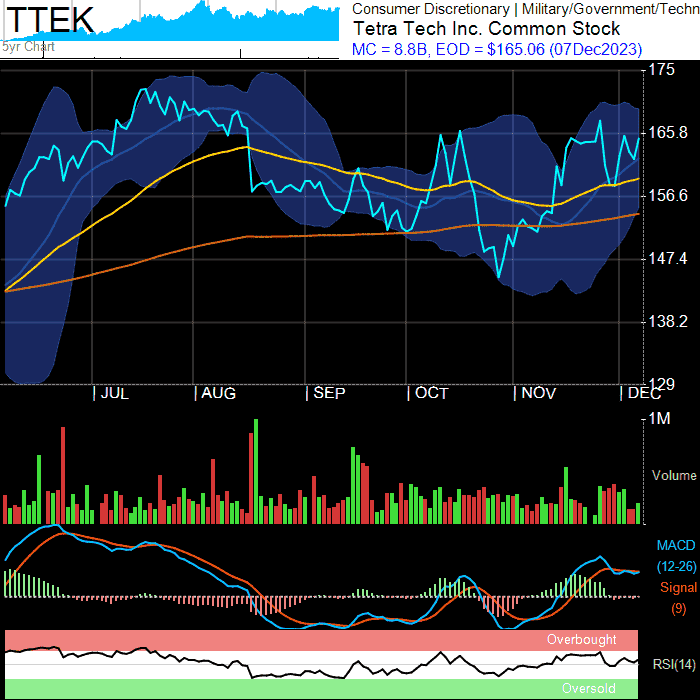 TTEK
5yr Chart
Consumer Discretionary | Military/Government/Techn
Tetra Tech Inc. Common Stock
MC = 8.8B, EOD = $165.06 (07Dec2023)
175
165.8
156.6
147.4
138.2
129
JUL
AUG
SEP
OCT
NOV
DEC
1M
Volume
MACD
(12-26)
Signal
(9)
Overbought
RSI(14)
Oversold